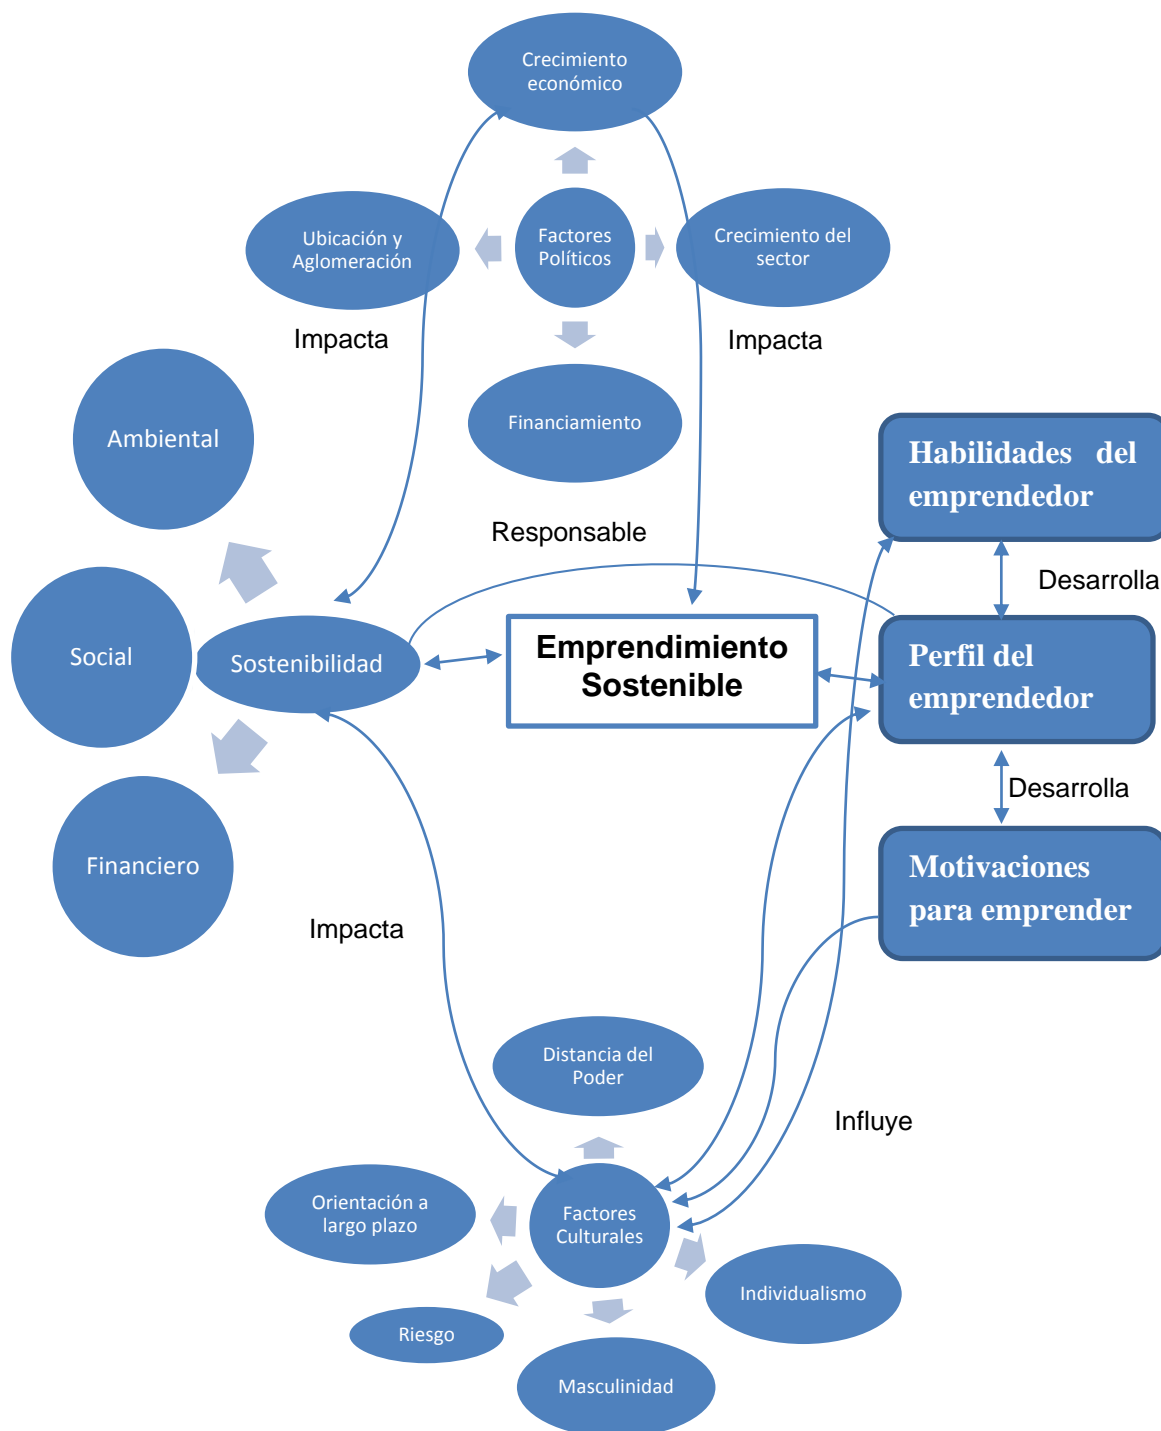 Crecimiento
económico
Ubicación y
Aglomeración
Factores
Políticos
Crecimiento del
sector
Impacta
Impacta
Financiamiento
Ambiental
Habilidades del
emprendedor
Responsable
Desarrolla
Social
Sostenibilidad
Emprendimiento
Sostenible
Perfil del
emprendedor
Desarrolla
Financiero
Motivaciones
para emprender
Impacta
Distancia del
Poder
Influye
Orientación a
largo plazo
Factores
Culturales
Individualismo
Riesgo
Masculinidad